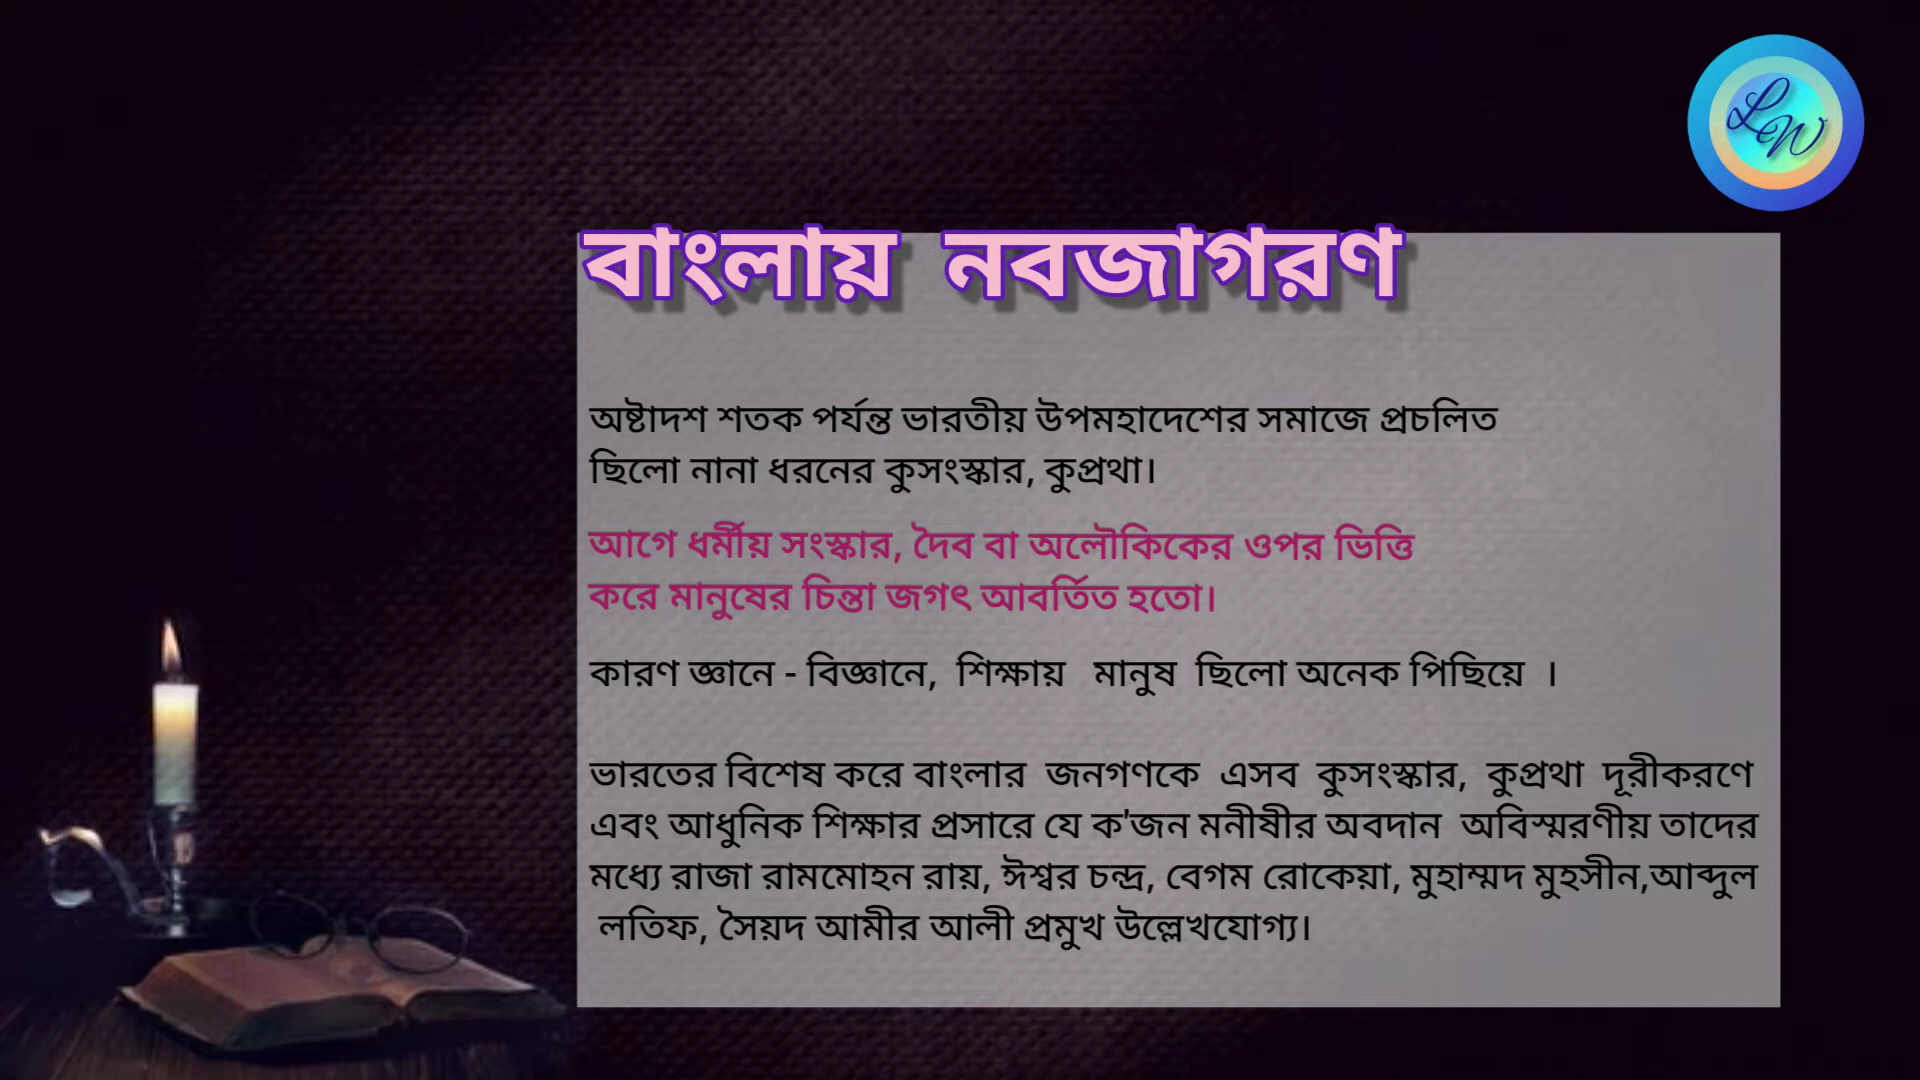 LW
বাংলায় নবজাগরণ
অষ্টাদশ শতক পর্যন্ত ভারতীয় উপমহাদেশের সমাজে প্রচলিত
ছিলো নানা ধরনের কুসংস্কার, কুপ্রথা।
আগে ধর্মীয় সংস্কার, দৈব বা অলৌকিকের ওপর ভিত্তি
করে মানুষের চিন্তা জগৎ আবর্তিত হতো।
কারণ জ্ঞানে - বিজ্ঞানে, শিক্ষায় মানুষ ছিলো অনেক পিছিয়ে ।
ভারতের বিশেষ করে বাংলার জনগণকে এসব কুসংস্কার, কুপ্রথা দূরীকরণে
এবং আধুনিক শিক্ষার প্রসারে যে ক'জন মনীষীর অবদান অবিস্মরণীয় তাদের
মধ্যে রাজা রামমোহন রায়, ঈশ্বর চন্দ্র, বেগম রোকেয়া, মুহাম্মদ মুহসীন,আব্দুল
লতিফ, সৈয়দ আমীর আলী প্রমুখ উল্লেখযোগ্য।